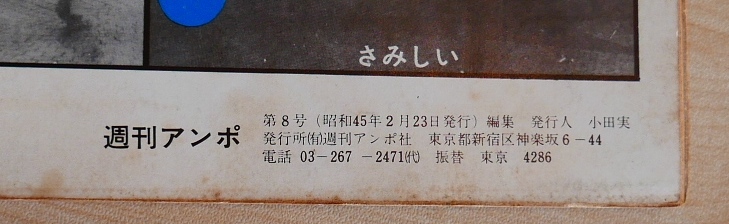 さみしい
週刊アンポ
第8号（昭和45年2月23日発行）編集　発行人　小田実
発行所㈲週刊アンポ社　東京都新宿区神楽坂6－44
電話 03－267 －2471㈹　振替　東京　4286